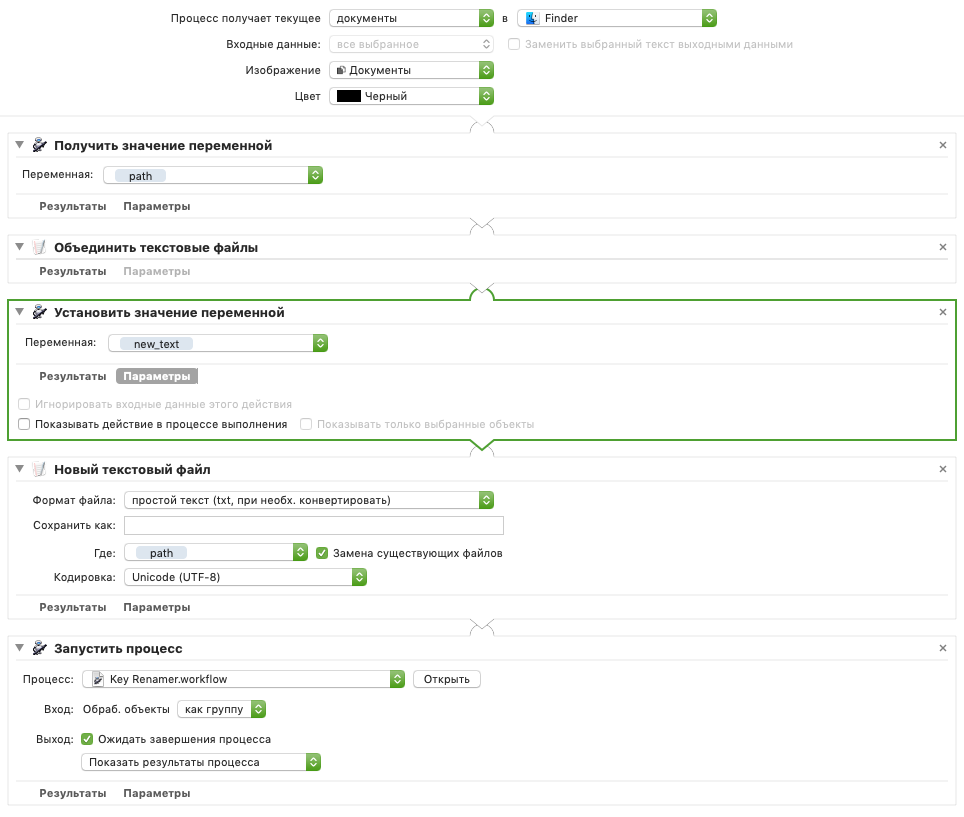 Процесс получает текущее документы в Finder
Входные данные: все выбранное Заменить выбранный текст выходными данными
Изображение Документы
Цвет Черный
Получить значение переменной
Переменная: path
Результаты Параметры
Объединить текстовые файлы
Результаты Параметры
Установить значение переменной
Переменная: new_text
Результаты Параметры
Игнорировать входные данные этого действия
Показывать действие в процессе выполнения Показывать только выбранные объекты
Новый текстовый файл
Формат файла: простой текст (txt, при необх. конвертировать)
Сохранить как:
Где: path Замена существующих файлов
Кодировка: Unicode (UTF-8)
Результаты Параметры
Запустить процесс
Процесс: Key Renamer.workflow Открыть
Вход: Обраб. объекты как группу
Выход: Ожидать завершения процесса
Показать результаты процесса
Результаты Параметры